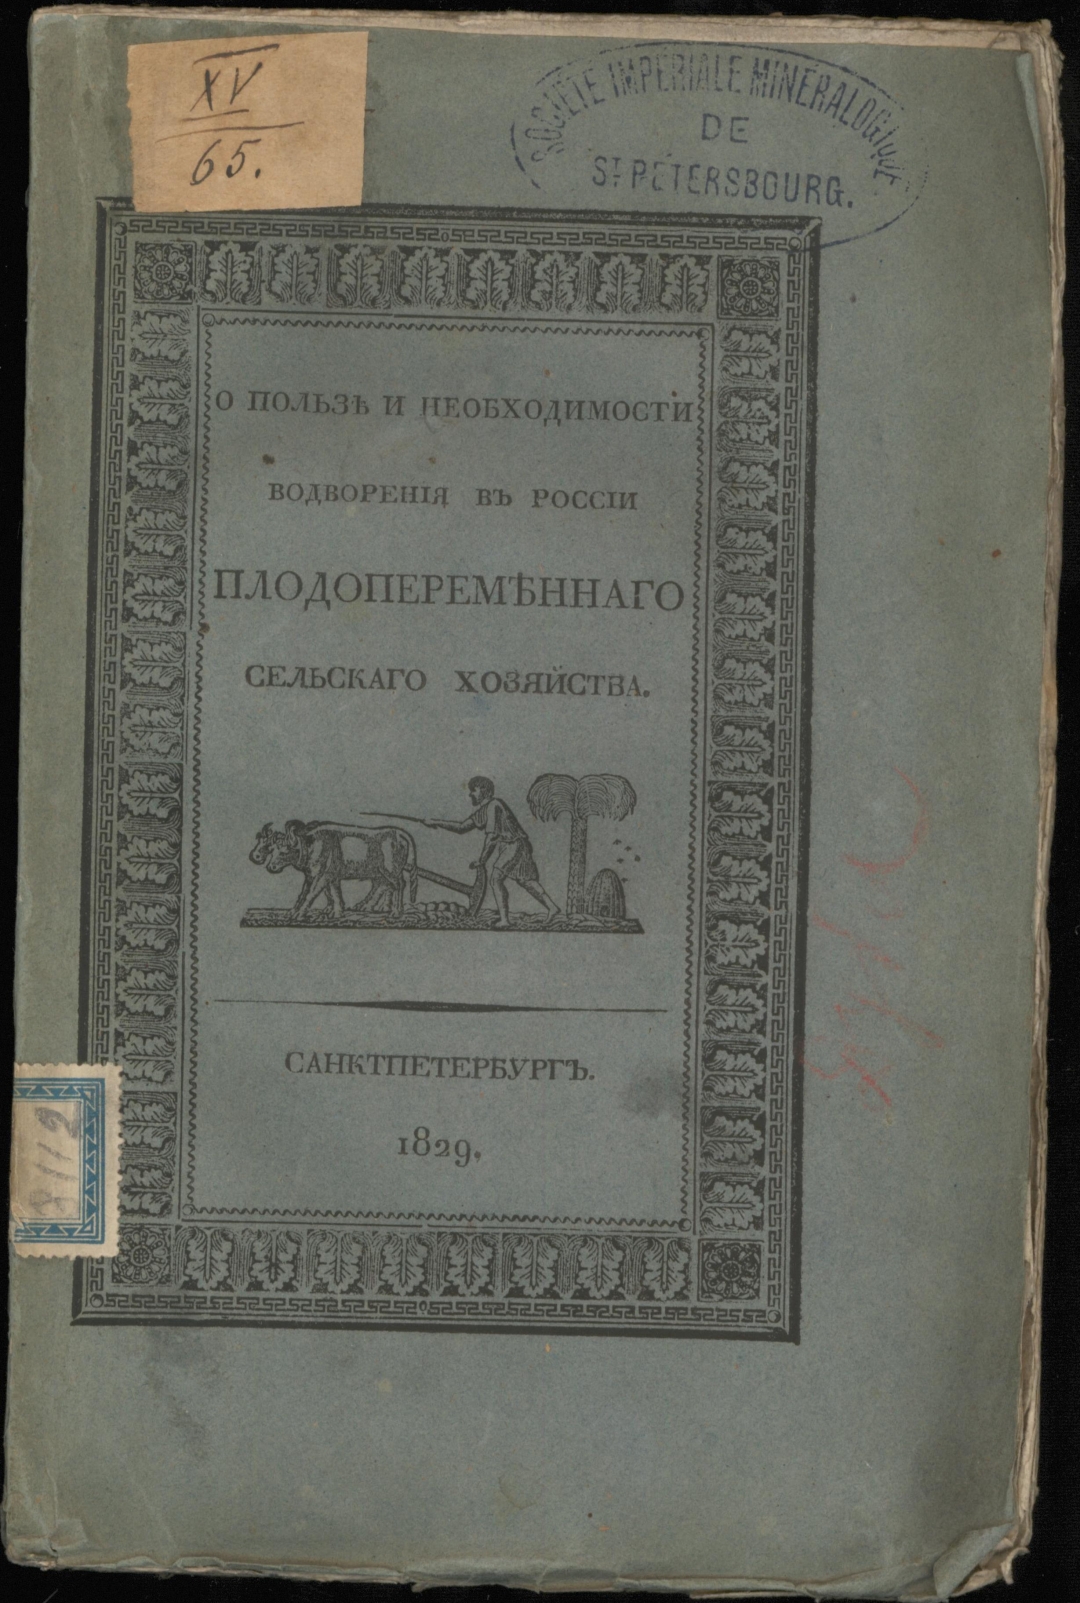 XV
65.
SOCIÉTÉ IMPÉRIALE MINÉRALOGIQUE
DE
ST PÉTERSBOURG.
О ПОЛЬЗѢ И НЕОБХОДИМОСТИ
ВОДВОРЕНІЯ ВЪ РОССІИ
ПЛОДОПЕРЕМѢННАГО
СЕЛЬСКАГО ХОЗЯЙСТВА.
САНКТПЕТЕРБУРГЪ.
1829.